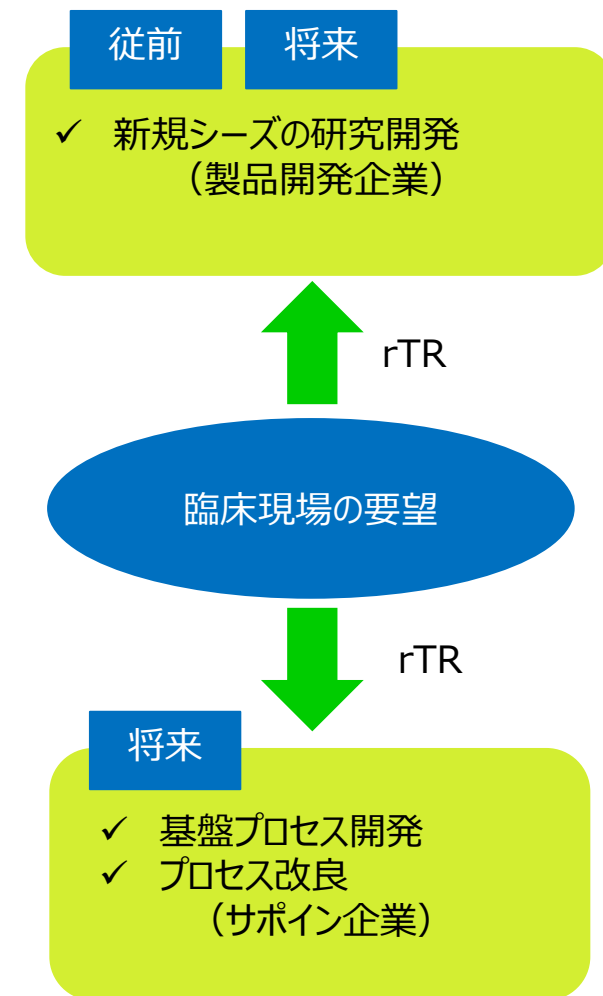 従前
将来
✓ 新規シーズの研究開発
（製品開発企業）
rTR
臨床現場の要望
rTR
将来
✓ 基盤プロセス開発
✓ プロセス改良
（サポイン企業）